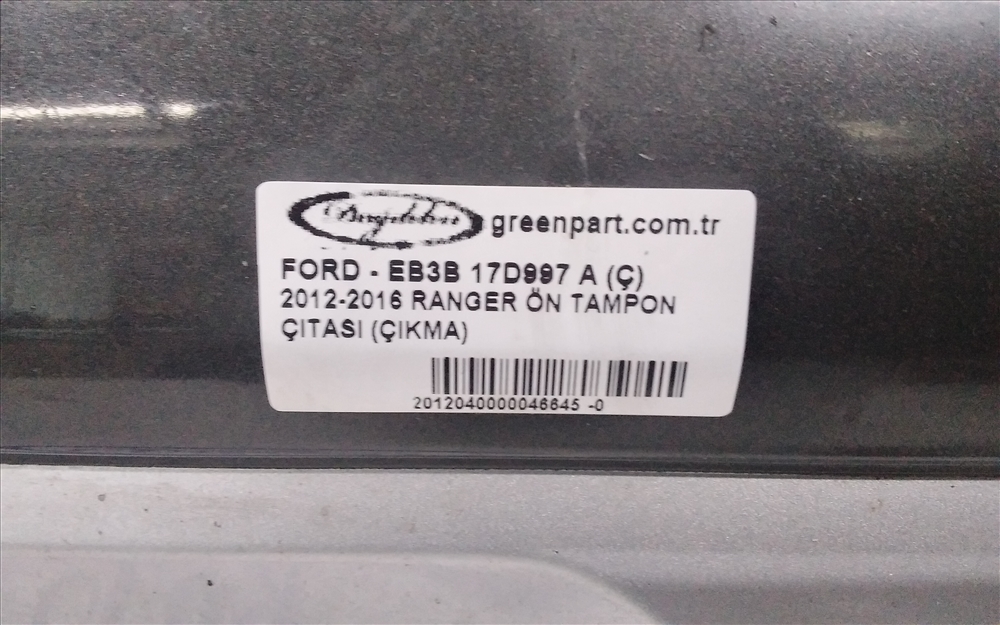 greenpart.com.tr
FORD - EB3B 17D997 A (Ç)
2012-2016 RANGER ÖN TAMPON
ÇITASI (ÇIKMA)
2012040000046645 -0